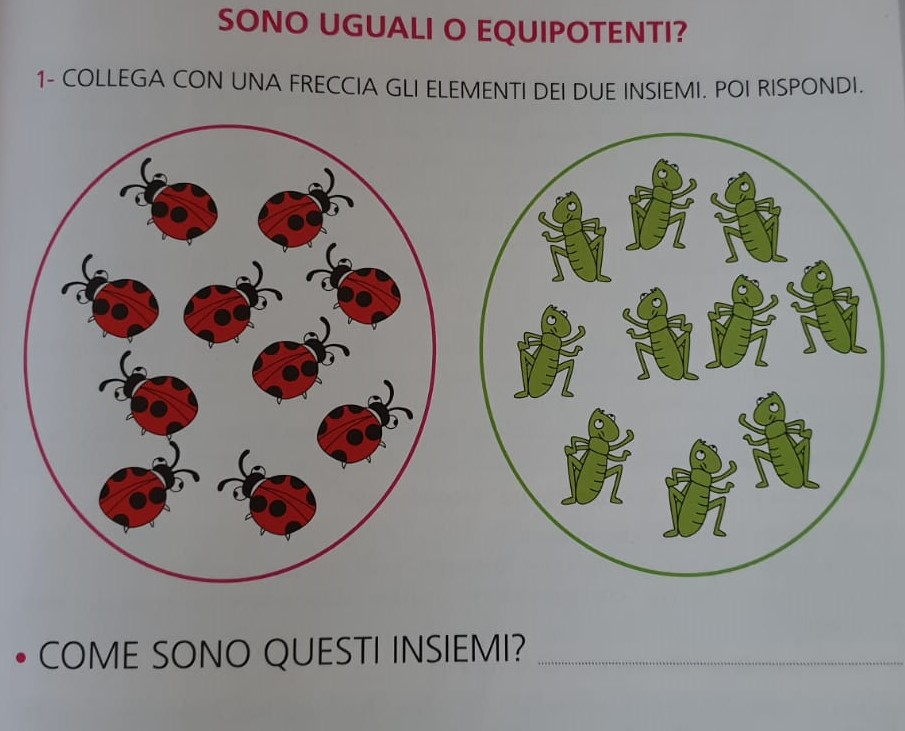 SONO UGUALI O EQUIPOTENTI?
1- COLLEGA CON UNA FRECCIA GLI ELEMENTI DEI DUE INSIEMI. POI RISPONDI.
• COME SONO QUESTI INSIEMI?